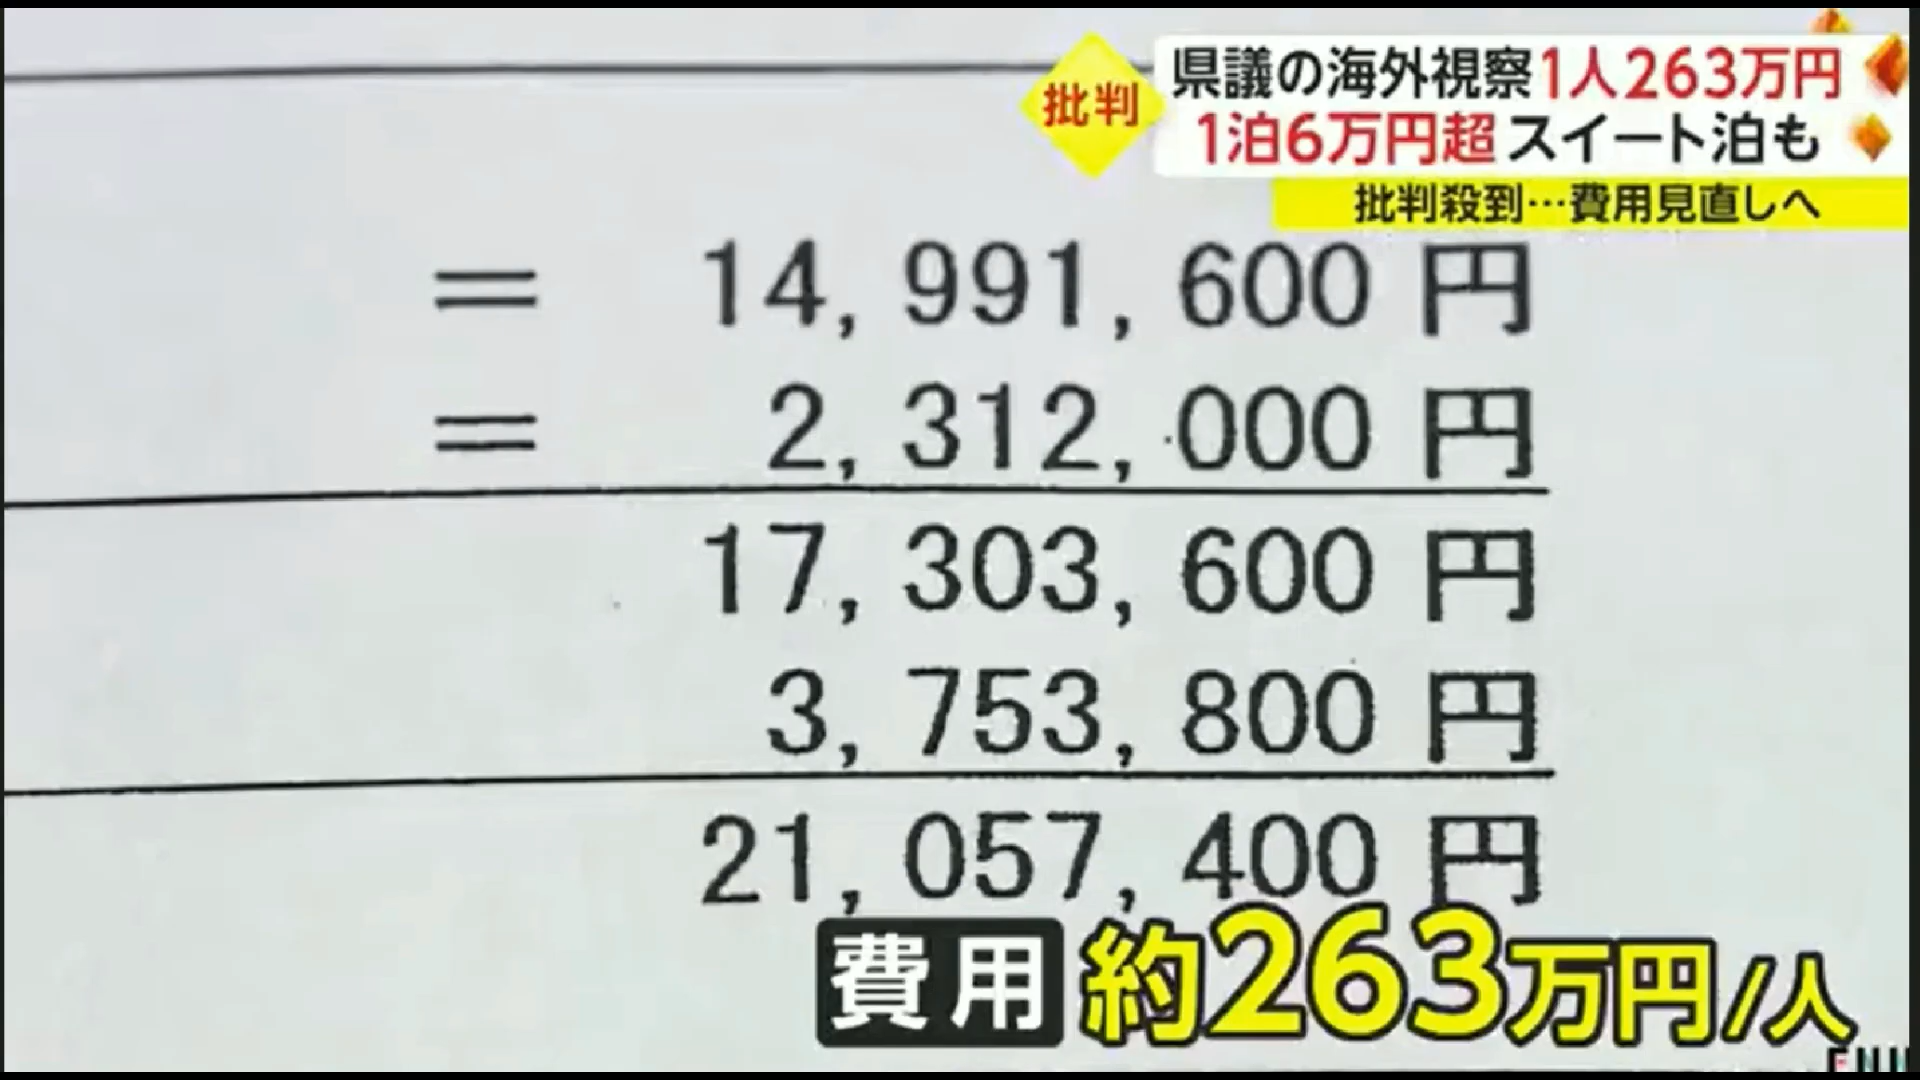 批判
県議の海外視察1人263万円
1泊6万円超 スイート泊も
批判殺到…費用見直しへ
= 14,991,600 円
= 2,312,000 円
17,303,600 円
3,753,800 円
21,057,400 円
費用 約263万円/人